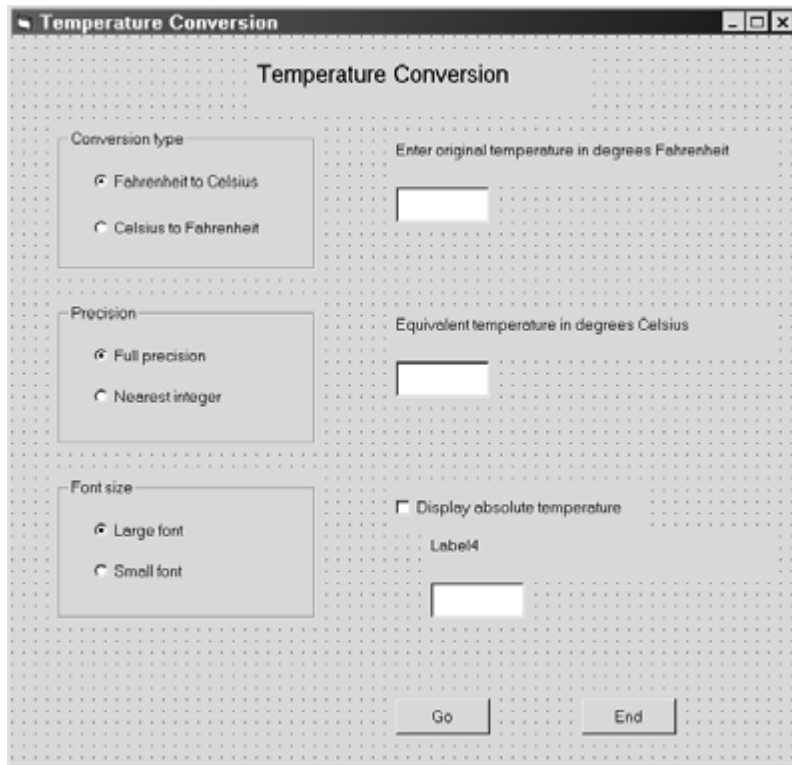 Temperature Conversion
Temperature Conversion
Conversion type
Fahrenheit to Celsius
Celsius to Fahrenheit
Enter original temperature in degrees Fahrenheit
Precision
Full precision
Nearest integer
Equivalent temperature in degrees Celsius
Font size
Large font
Small font
Display absolute temperature
Label4
Go
End